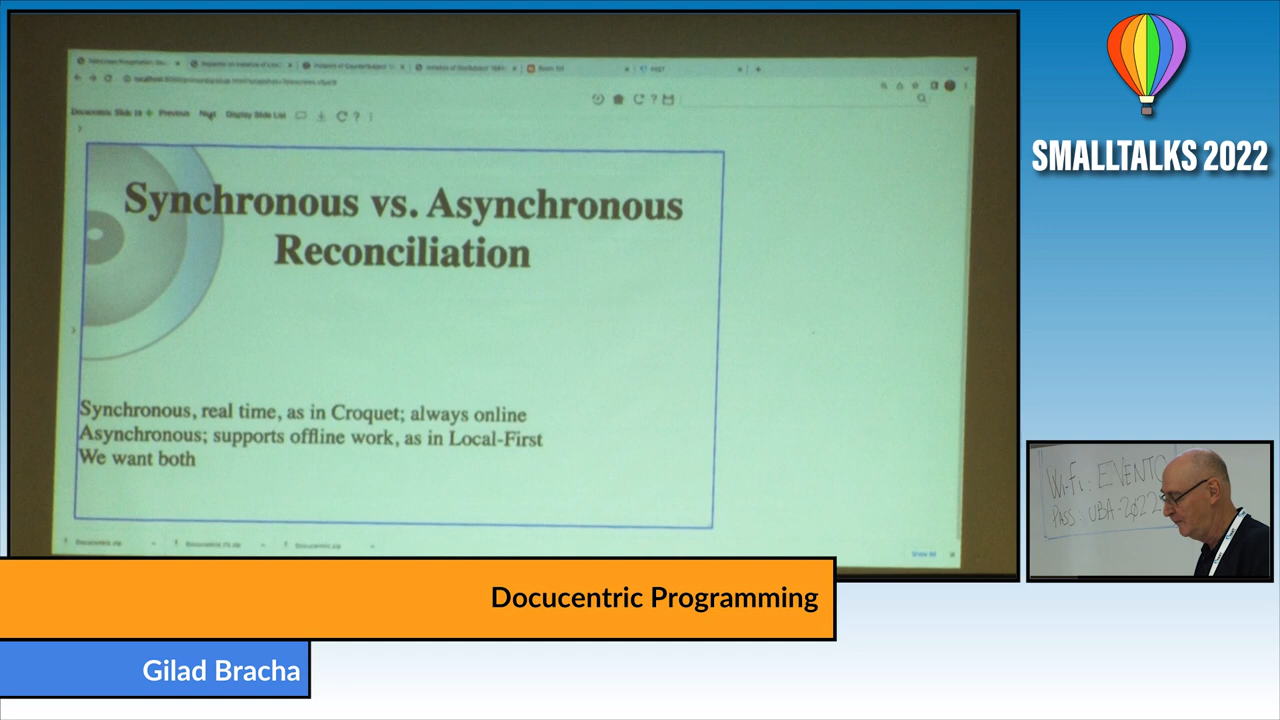 SMALLTALKS 2022
Previous Next Display Slide List
Synchronous vs. Asynchronous
Reconciliation
Synchronous, real time, as in Croquet; always online
Asynchronous; supports offline work, as in Local-First
We want both
Show All
Wi-Fi: EVENTO
PASS: UBA-2022
Docucentric Programming
Gilad Bracha